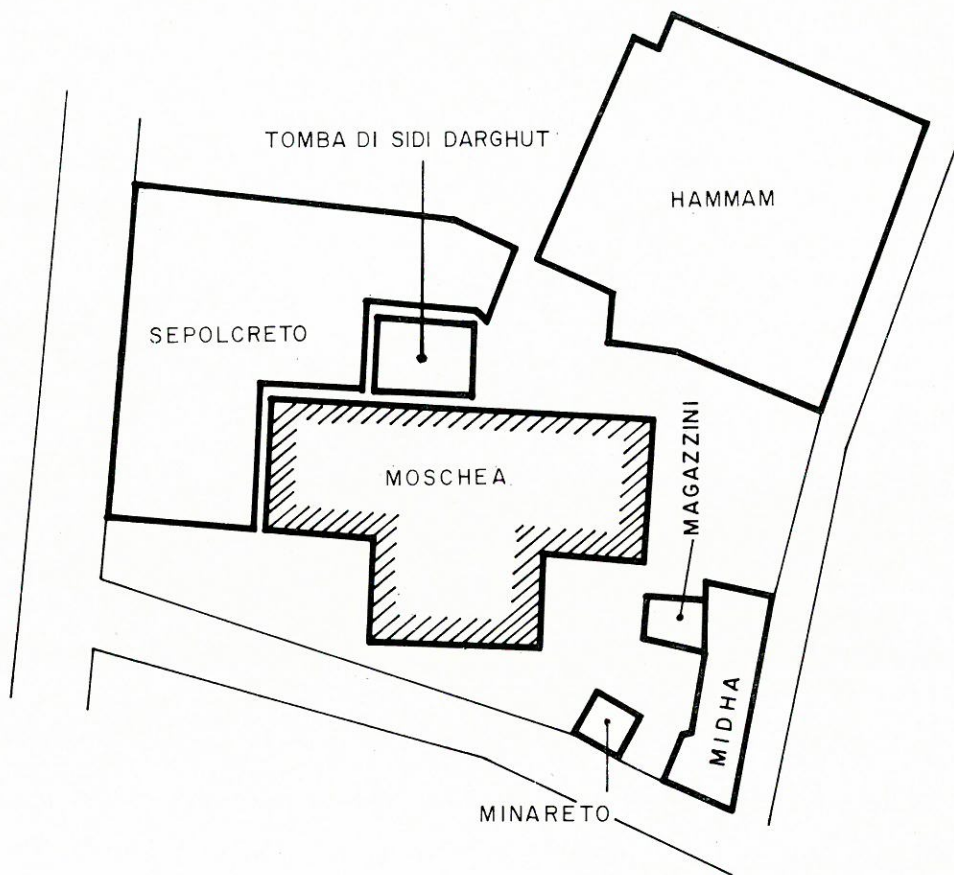 TOMBA DI SIDI DARGHUT
HAMMAM
SEPOLCRETO
MOSCHEA
MAGAZZINI
MIDHA
MINARETO